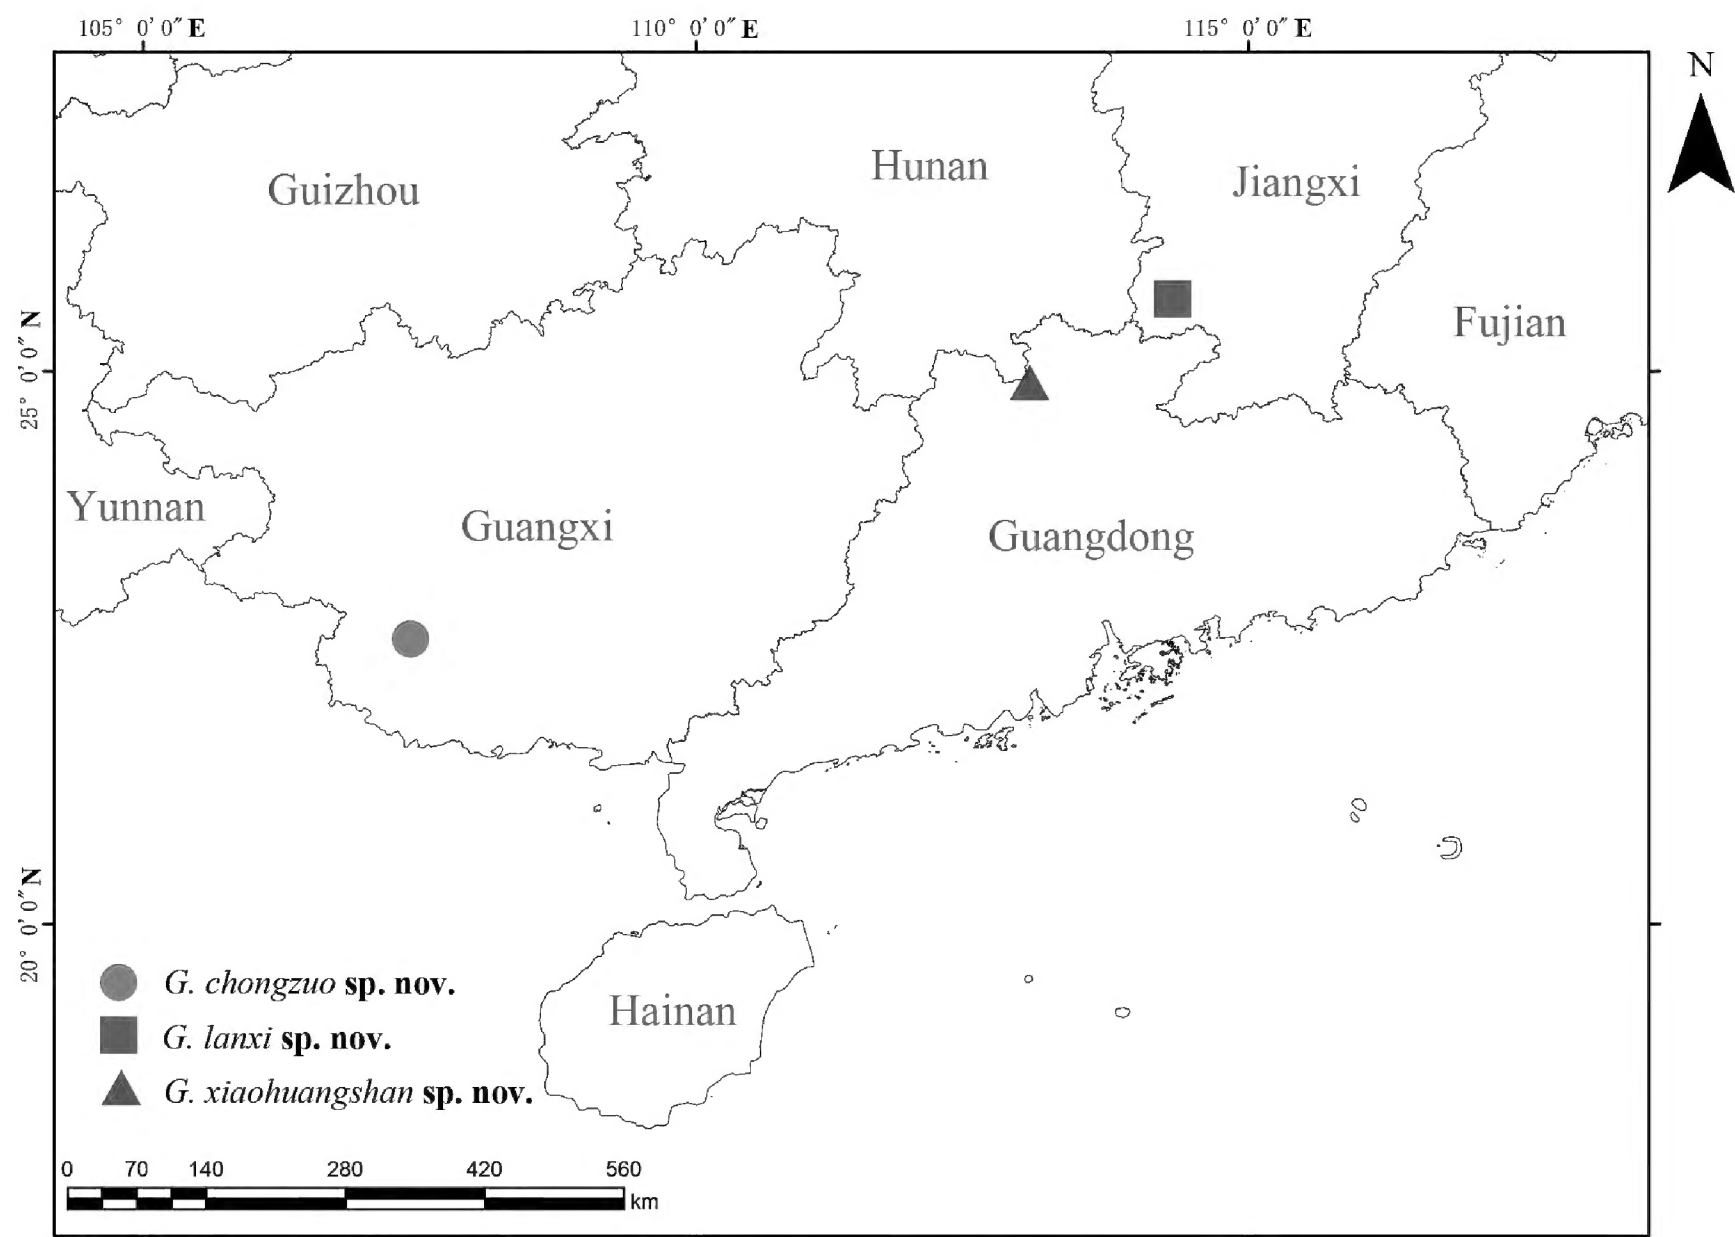 105° 0′0″E
110° 0′0″E
115° 0′0″E
N
Hunan
Jiangxi
Guizhou
Fujian
25° 0′0″N
Yunnan
Guangxi
Guangdong
20° 0′0″N
G. chongzuo sp. nov.
Hainan
G. lanxi sp. nov.
G. xiaohuangshan sp. nov.
0 70 140 280 420 560
km